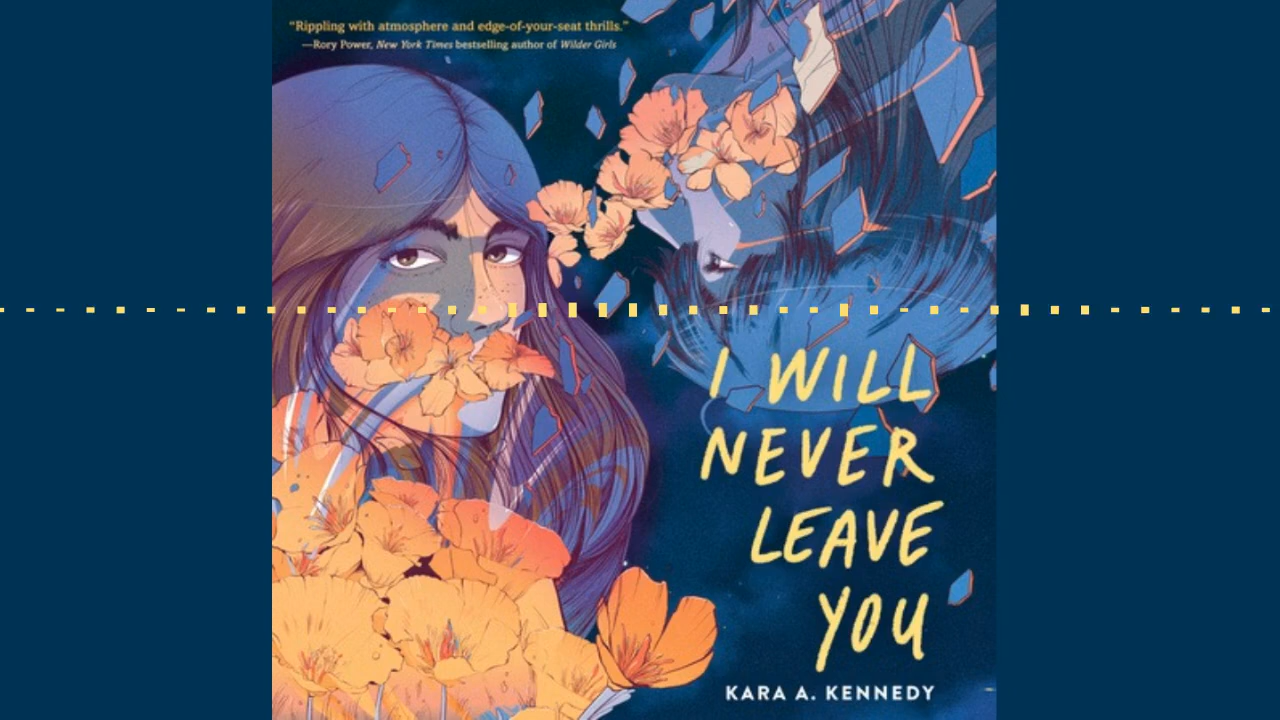 “Rippling with atmosphere and edge-of-your-seat thrills.”
—Rory Power, New York Times bestselling author of Wilder Girls
I WILL
NEVER
LEAVE
YOU
KARA A. KENNEDY